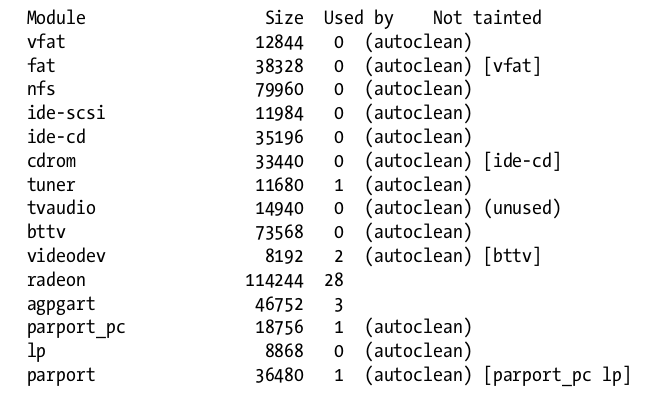 Module                  Size  Used by    Not tainted
vfat                   12844   0  (autoclean)
fat                    38328   0  (autoclean) [vfat]
nfs                    79960   0  (autoclean)
ide-scsi               11984   0  (autoclean)
ide-cd                 35196   0  (autoclean)
cdrom                  33440   0  (autoclean) [ide-cd]
tuner                  11680   1  (autoclean)
tvaudio                14940   0  (autoclean) (unused)
bttv                   73568   0  (autoclean)
videodev                8192   2  (autoclean) [bttv]
radeon                114244  28
agpgart                46752   3
parport_pc             18756   1  (autoclean)
lp                      8868   0  (autoclean)
parport                36480   1  (autoclean) [parport_pc lp]